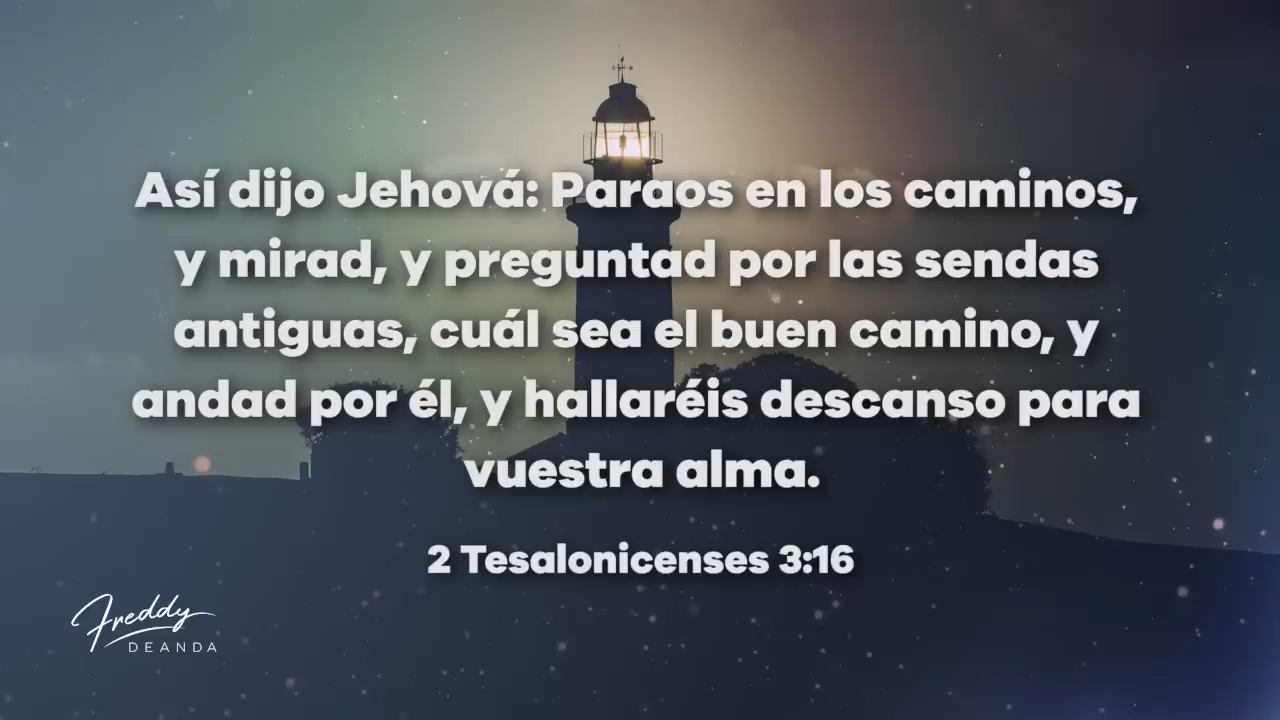 Así dijo Jehová: Paraos en los caminos,
y mirad, y preguntad por las sendas
antiguas, cuál sea el buen camino, y
andad por él, y hallaréis descanso para
vuestra alma.
2 Tesalonicenses 3:16
Freddy
DEANDA